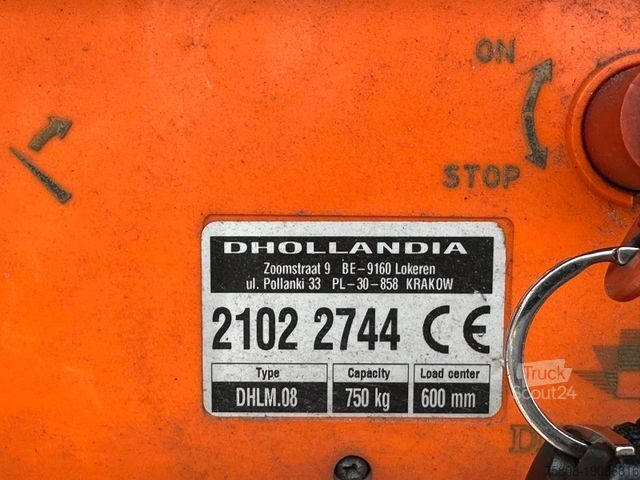 ON
STOP
DHOLLANDIA
Zoomstraat 9 BE-9160 Lokeren
ul. Pollanki 33 PL-30-858 KRAKOW
2102 2744 CE
Type Capacity Load center
DHLM.08 750 kg 600 mm
Truck
Scout24